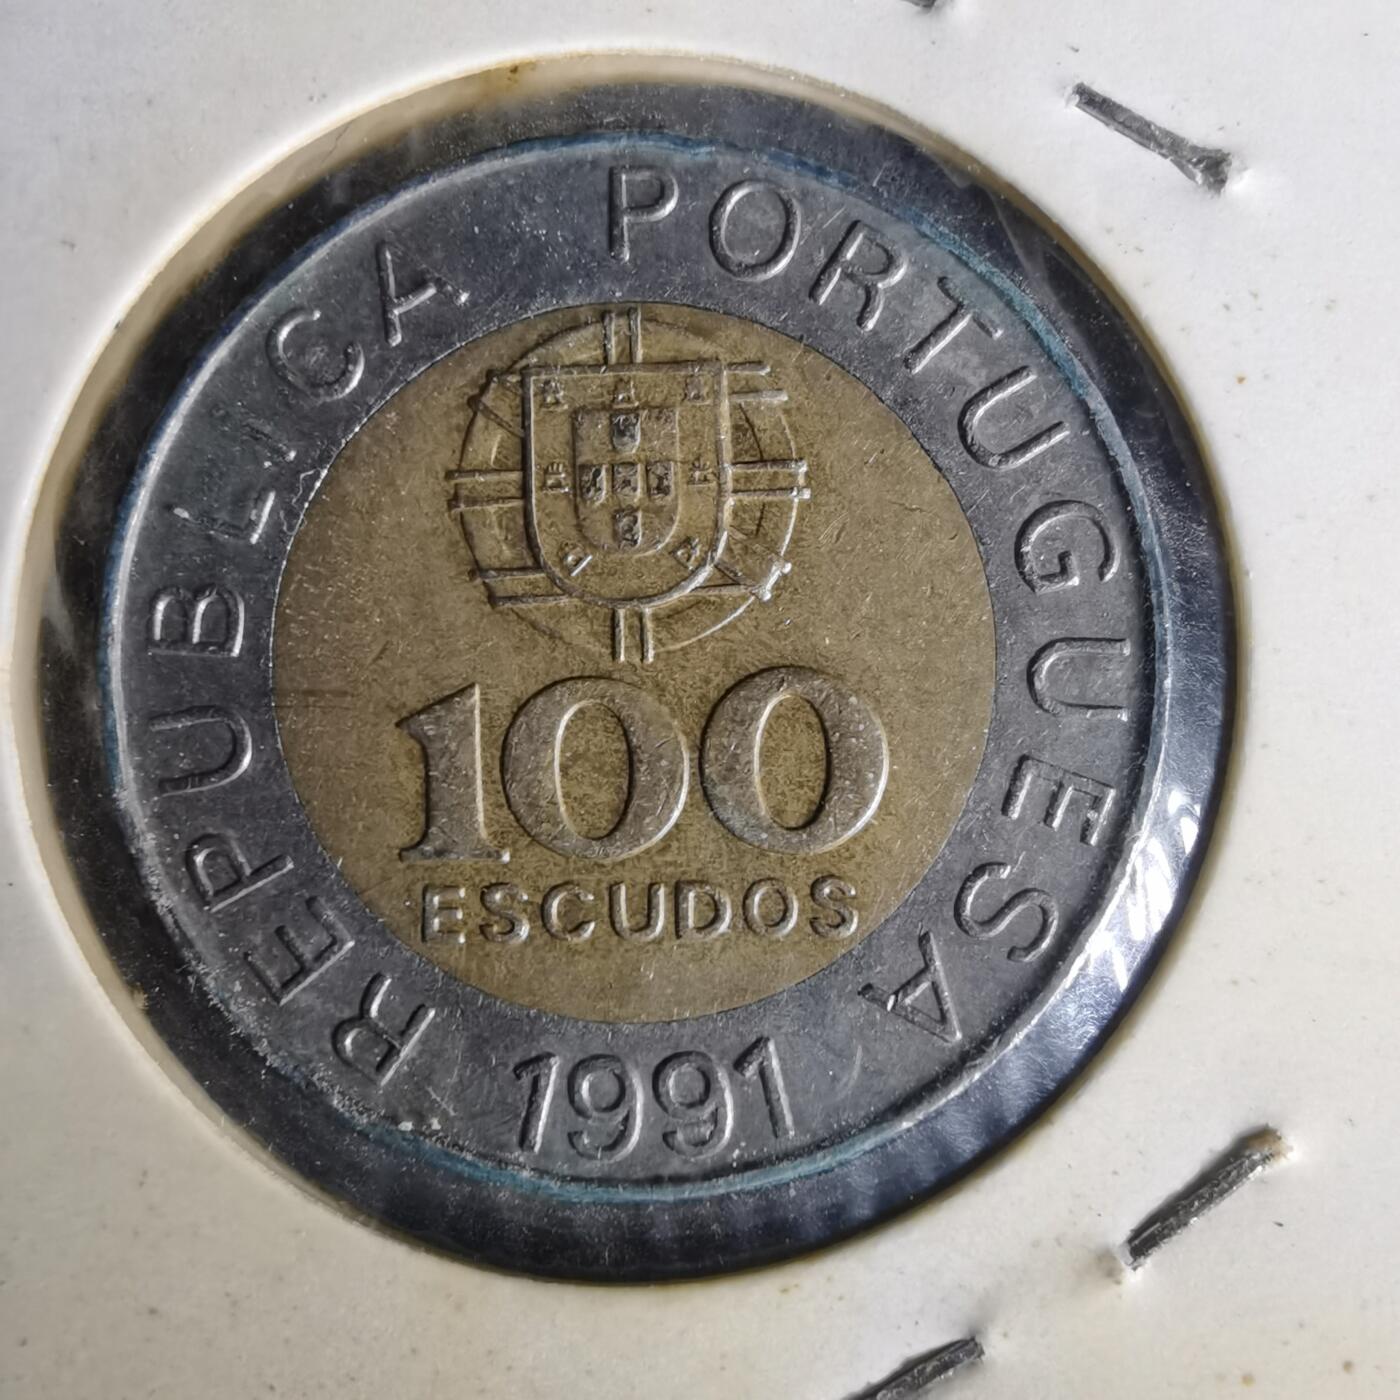 REPUBLICA PORTUGUESA
100
ESCUDOS
1991